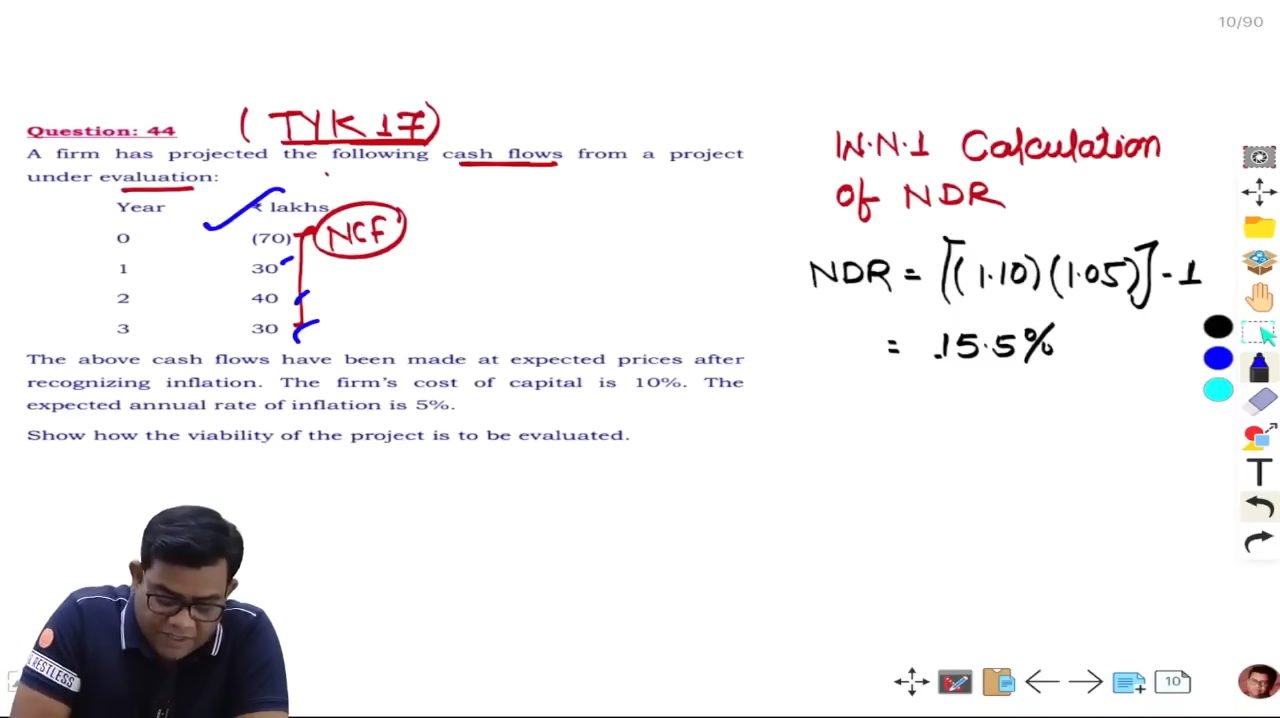 10/90
Question: 44
( TYK 17 )
A firm has projected the following cash flows from a project
under evaluation:
Year ₹ lakhs
0 (70)
NCF
1 30
2 40
3 30
The above cash flows have been made at expected prices after
recognizing inflation. The firm's cost of capital is 10%. The
expected annual rate of inflation is 5%.
Show how the viability of the project is to be evaluated.
W.N.1 Calculation
of NDR
NDR = [(1.10)(1.05)] - 1
= 15.5%
RESTLESS
T
10